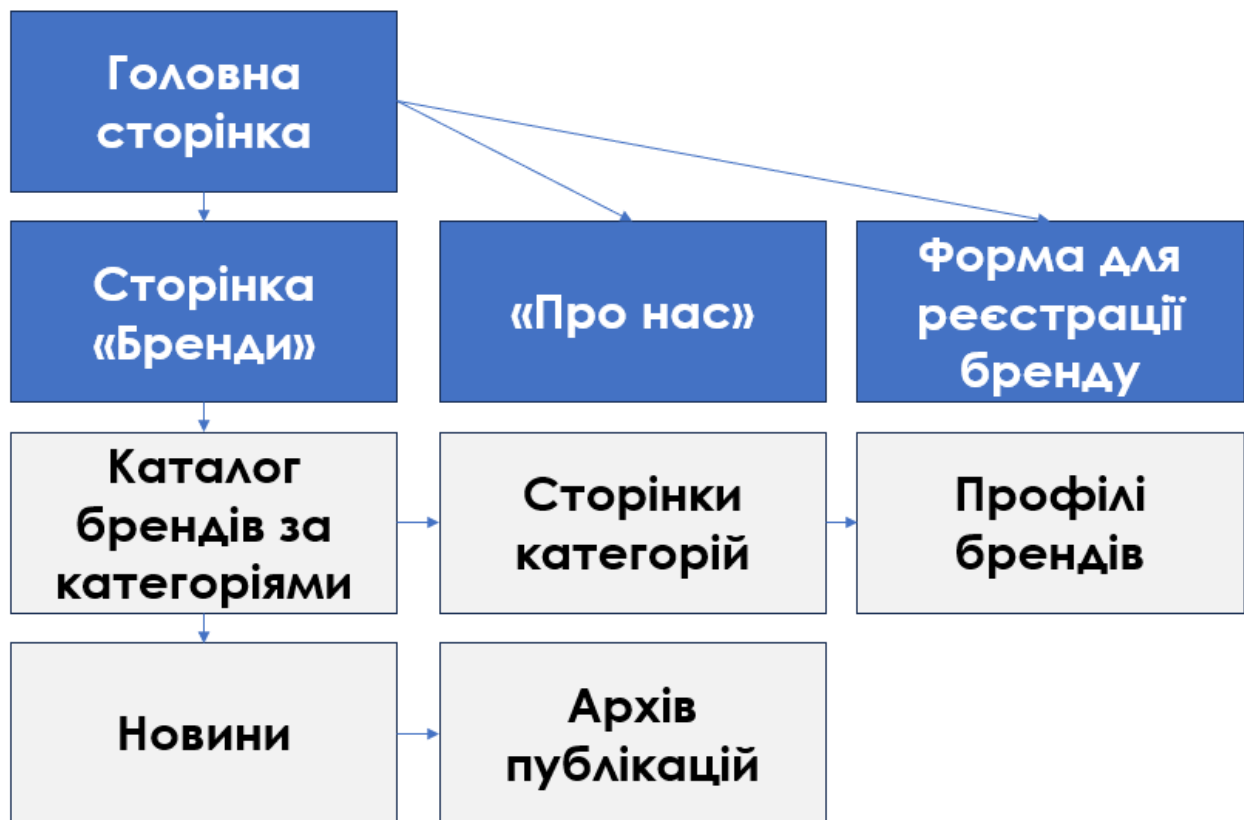 Головна
сторінка
Сторінка
«Бренди»
«Про нас»
Форма для
реєстрації
бренду
Каталог
брендів за
категоріями
Сторінки
категорій
Профілі
брендів
Новини
Архів
публікацій